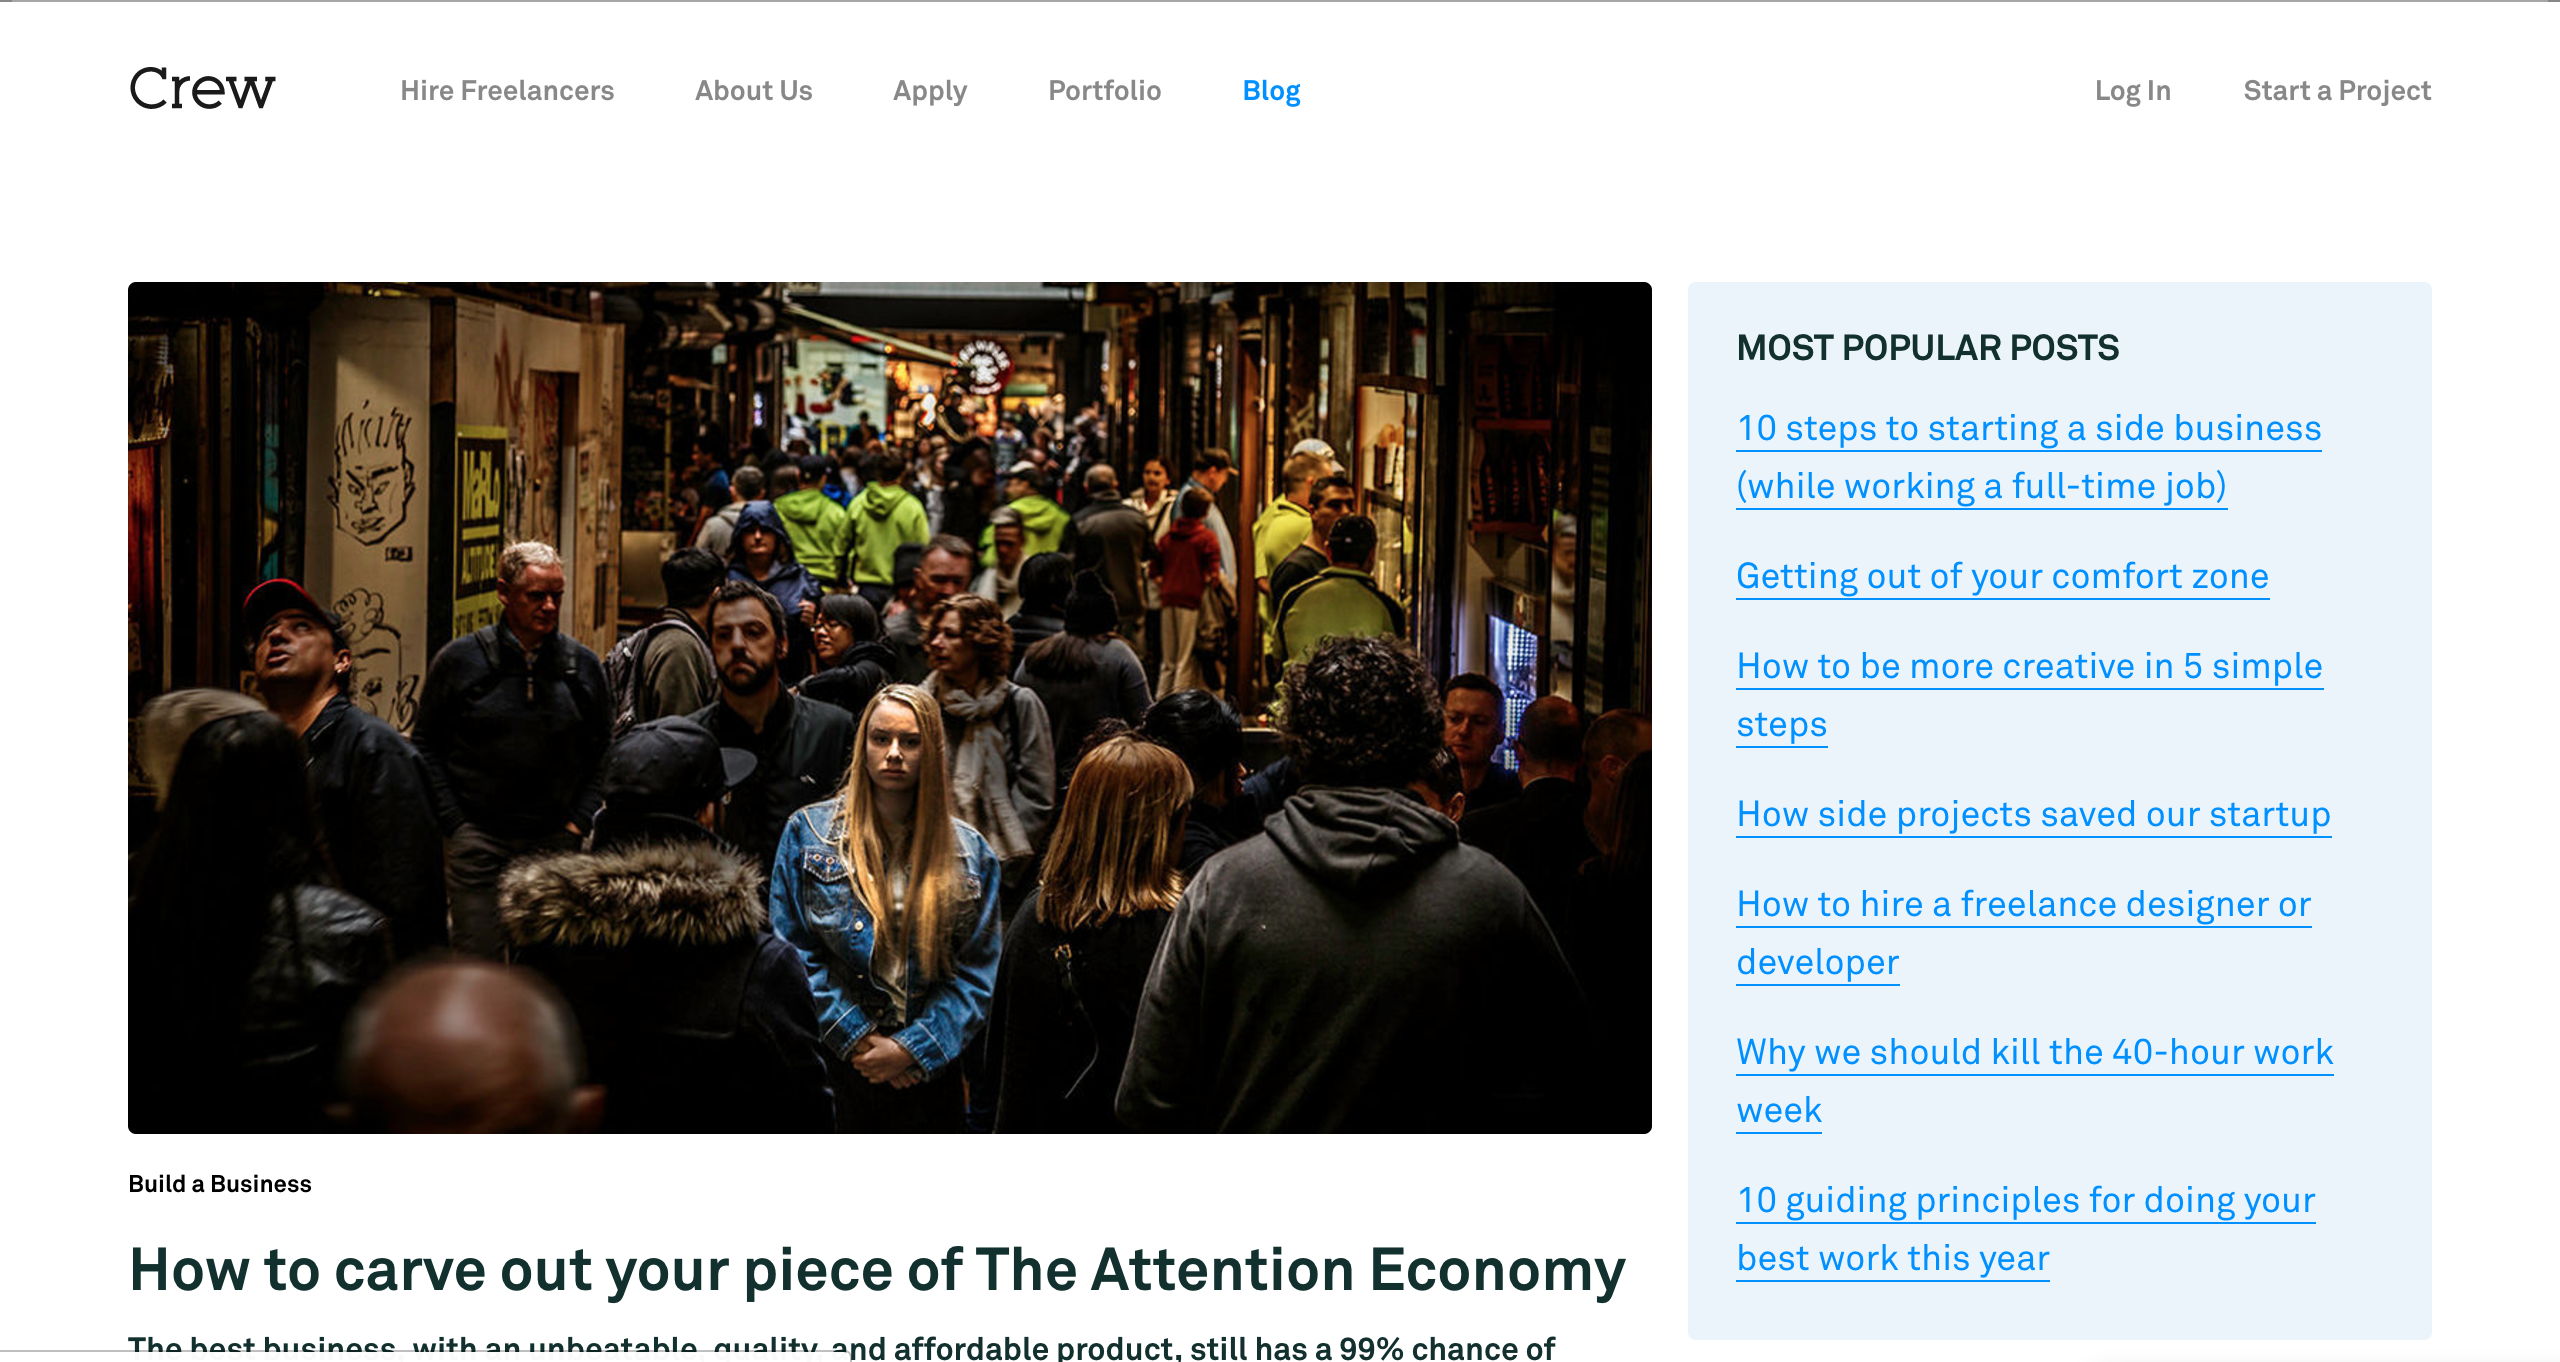 Crew
Hire Freelancers
About Us
Apply
Portfolio
Blog
Log In
Start a Project
MOST POPULAR POSTS
10 steps to starting a side business
(while working a full-time job)
Getting out of your comfort zone
How to be more creative in 5 simple
steps
How side projects saved our startup
How to hire a freelance designer or
developer
Why we should kill the 40-hour work
week
10 guiding principles for doing your
best work this year
Build a Business
How to carve out your piece of The Attention Economy
The best business, with an unbeatable, quality, and affordable product, still has a 99% chance of